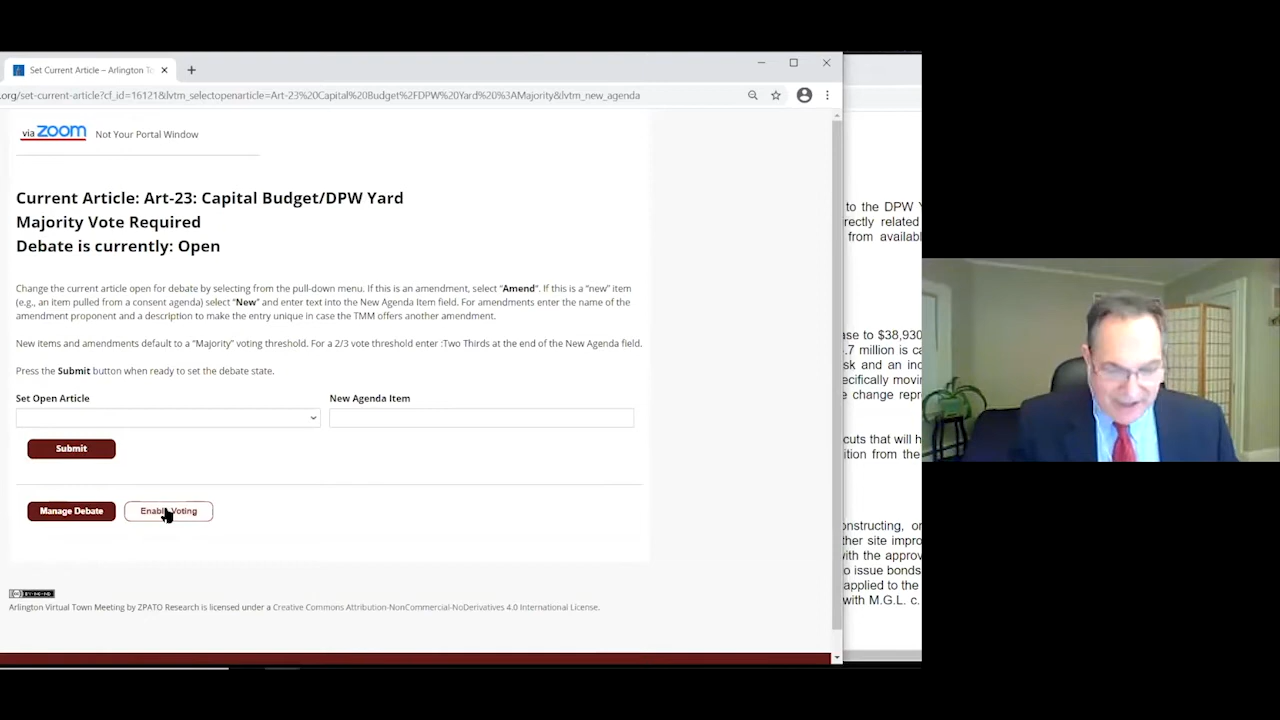 Set Current Article – Arlington T
.org/set-current-article?cf_id=16121&lvtm_selectopenarticle=Art-23%20Capital%20Budget%2FDPW%20Yard%20%3AMajority&lvtm_new_agenda
via zoom Not Your Portal Window
Current Article: Art-23: Capital Budget/DPW Yard
Majority Vote Required
Debate is currently: Open
Change the current article open for debate by selecting from the pull-down menu. If this is an amendment, select "Amend". If this is a "new" item
(e.g., an item pulled from a consent agenda) select "New" and enter text into the New Agenda Item field. For amendments enter the name of the
amendment proponent and a description to make the entry unique in case the TMM offers another amendment.
New items and amendments default to a "Majority" voting threshold. For a 2/3 vote threshold enter :Two Thirds at the end of the New Agenda field.
Press the Submit button when ready to set the debate state.
Set Open Article New Agenda Item
Submit
Manage Debate Enable Voting
Arlington Virtual Town Meeting by ZPATO Research is licensed under a Creative Commons Attribution-NonCommercial-NoDerivatives 4.0 International License.
to the DPW Y
rectly related
from availabl
ase to $38,930
.7 million is ca
sk and an inc
ecifically movi
e change repr
cuts that will h
ition from the
onstructing, or
ther site impro
with the approv
o issue bonds
applied to the
with M.G.L. c.